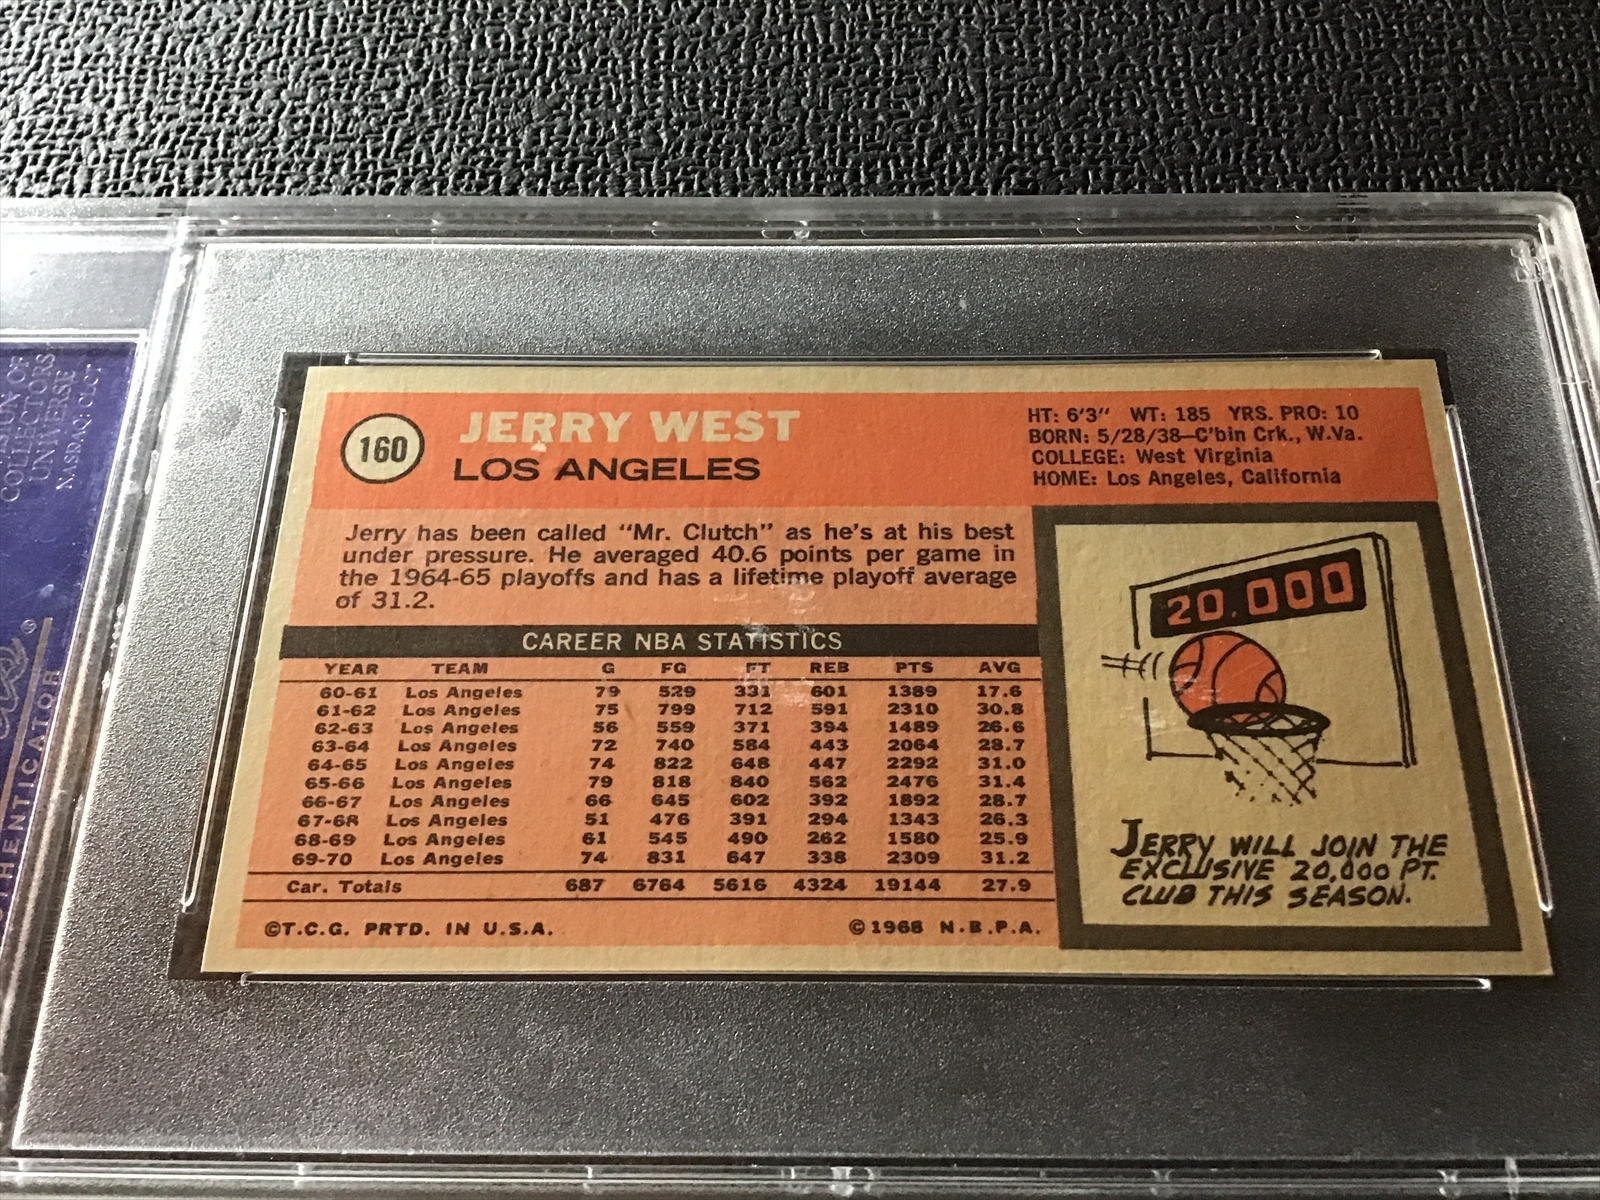 COLLECTORS
UNIVERSE
NASDAQ: CLCT
®
160
JERRY WEST
LOS ANGELES
HT: 6'3" WT: 185 YRS. PRO: 10
BORN: 5/28/38—C'bin Crk., W.Va.
COLLEGE: West Virginia
HOME: Los Angeles, California
Jerry has been called "Mr. Clutch" as he's at his best
under pressure. He averaged 40.6 points per game in
the 1964-65 playoffs and has a lifetime playoff average
of 31.2.
CAREER NBA STATISTICS
YEAR TEAM G FG FT REB PTS AVG
60-61 Los Angeles 79 529 331 601 1389 17.6
61-62 Los Angeles 75 799 712 591 2310 30.8
62-63 Los Angeles 56 559 371 394 1489 26.6
63-64 Los Angeles 72 740 584 443 2064 28.7
64-65 Los Angeles 74 822 648 447 2292 31.0
65-66 Los Angeles 79 818 840 562 2476 31.4
66-67 Los Angeles 66 645 602 392 1892 28.7
67-68 Los Angeles 51 476 391 294 1343 26.3
68-69 Los Angeles 61 545 490 262 1580 25.9
69-70 Los Angeles 74 831 647 338 2309 31.2
Car. Totals 687 6764 5616 4324 19144 27.9
©T.C.G. PRTD. IN U.S.A.
©1968 N.B.P.A.
20.000
JERRY WILL JOIN THE
EXCLUSIVE 20,000 PT.
CLUB THIS SEASON.